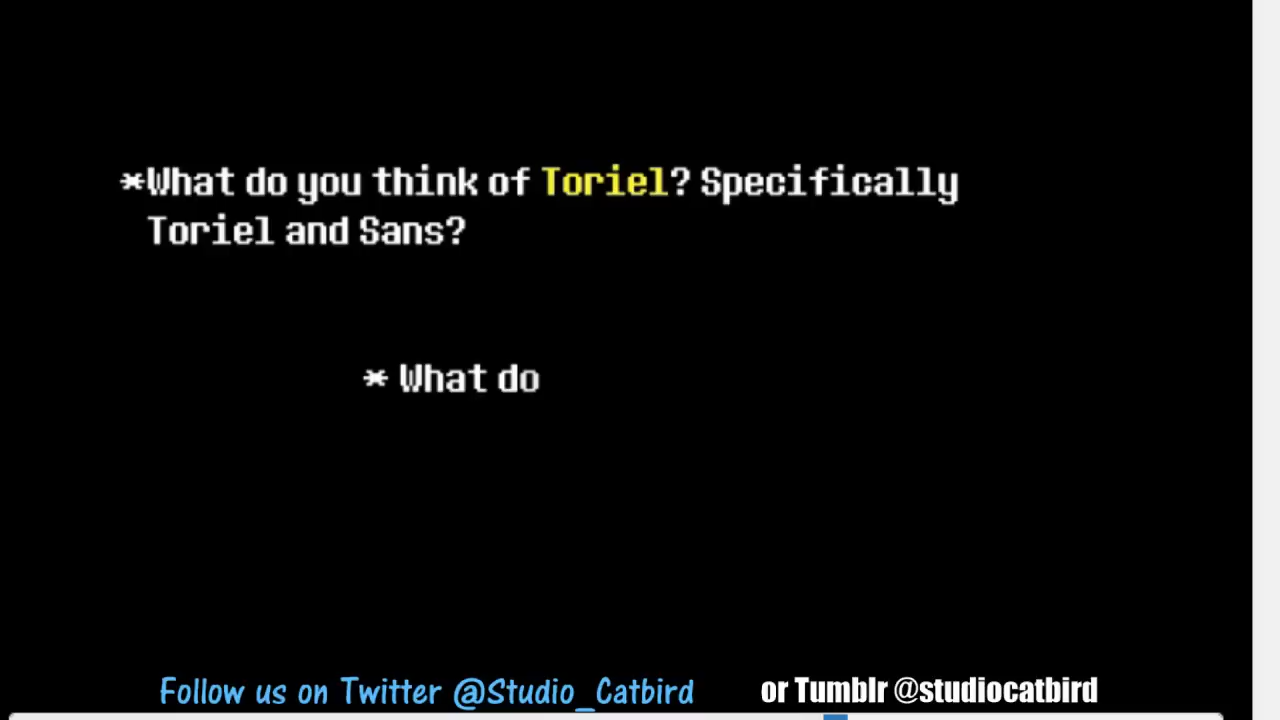 *What do you think of Toriel? Specifically
Toriel and Sans?
* What do
Follow us on Twitter @Studio_Catbird or Tumblr @studiocatbird